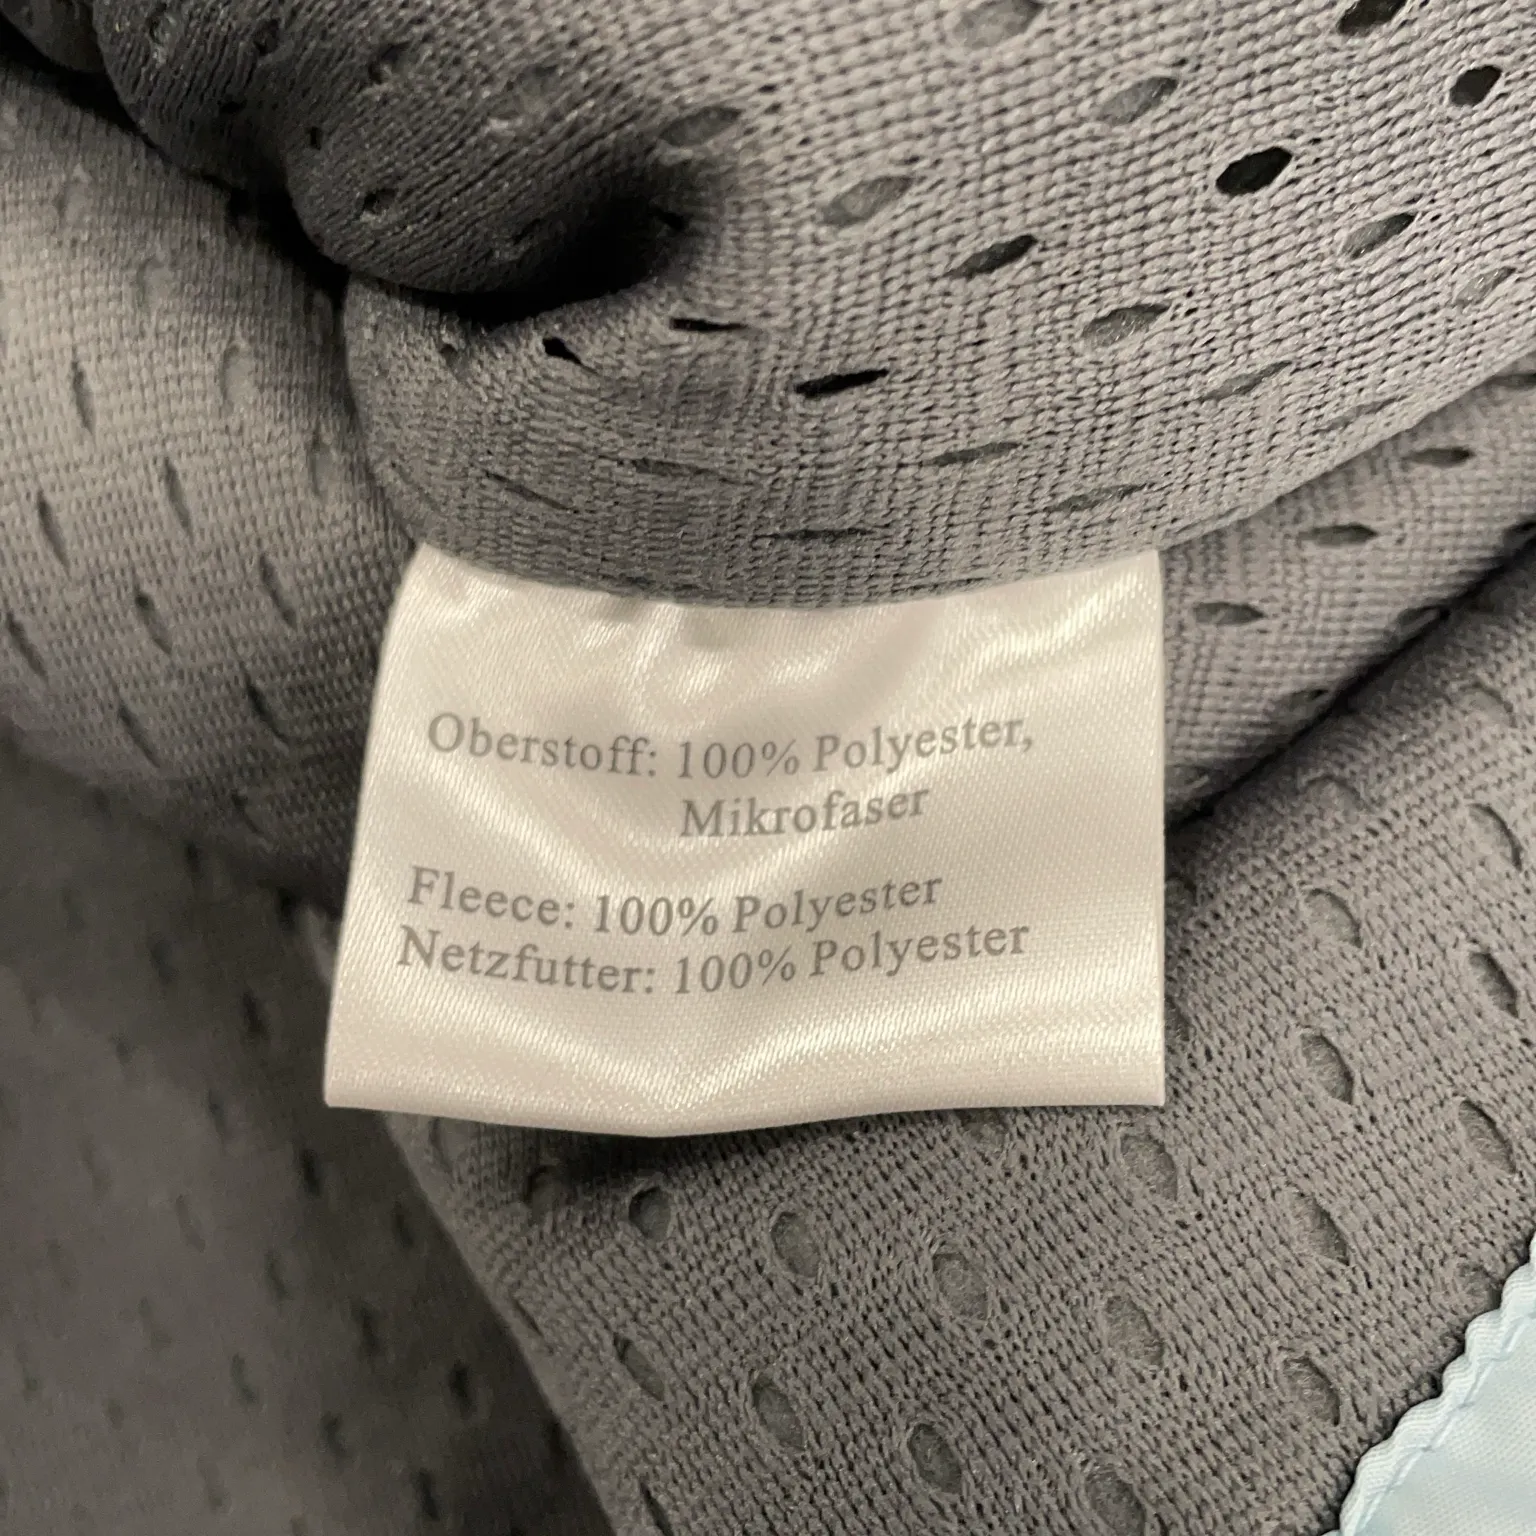 Oberstoff: 100% Polyester,
Mikrofaser
Fleece: 100% Polyester
Netzfutter: 100% Polyester